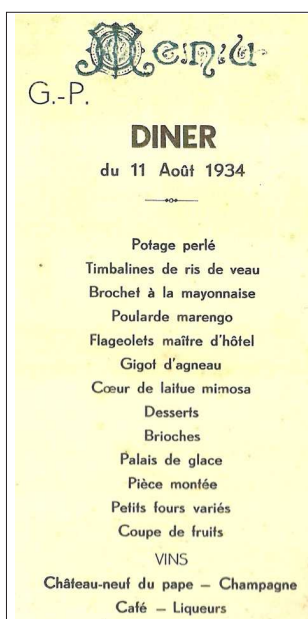 Menu
G.-P.
DINER
du 11 Août 1934
Potage perlé
Timbalines de ris de veau
Brochet à la mayonnaise
Poularde marengo
Flageolets maître d'hôtel
Gigot d'agneau
Cœur de laitue mimosa
Desserts
Brioches
Palais de glace
Pièce montée
Petits fours variés
Coupe de fruits
VINS
Château-neuf du pape – Champagne
Café – Liqueurs